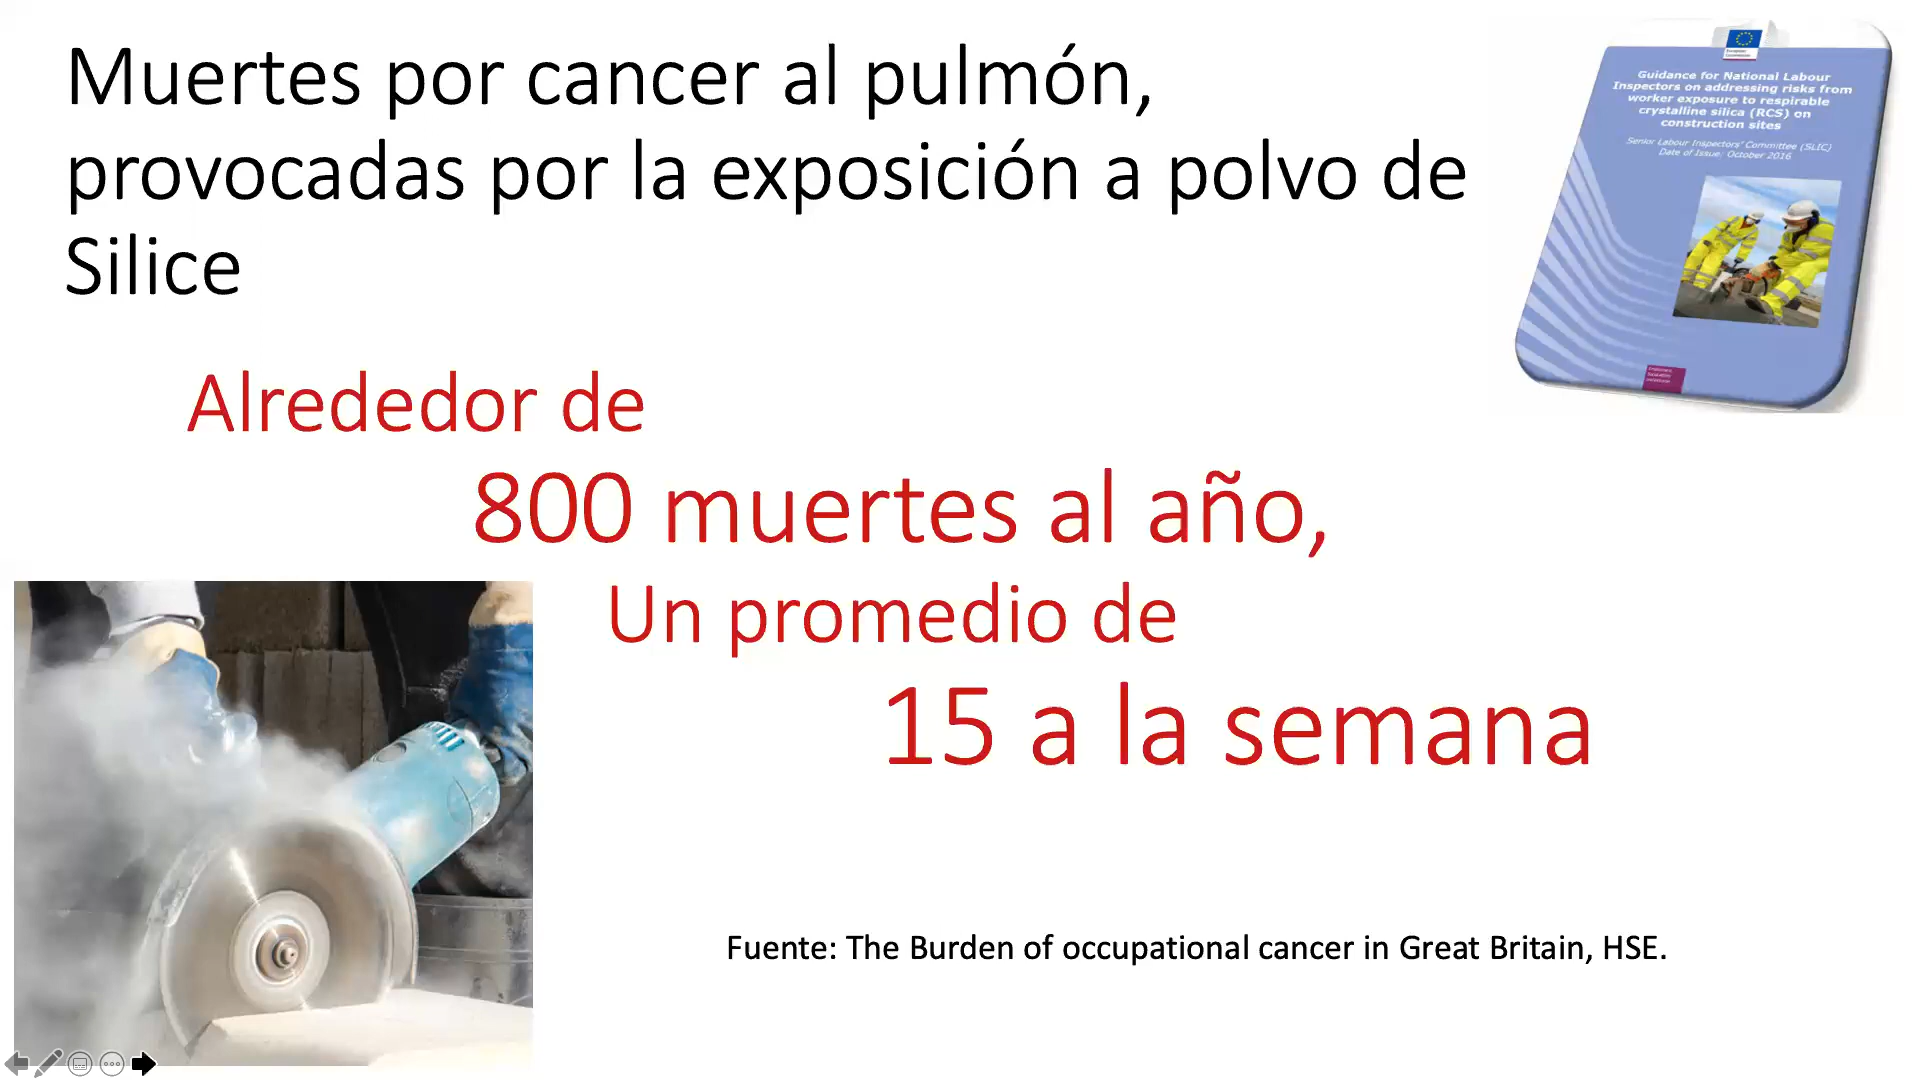 Muertes por cancer al pulmón,
provocadas por la exposición a polvo de
Silice
Guidance for National Labour
Inspectors on addressing risks from
worker exposure to respirable
crystalline silica (RCS) on
construction sites
Senior Labour Inspectors' Committee (SLIC)
Date of Issue: October 2016
Alrededor de
800 muertes al año,
Un promedio de
15 a la semana
Fuente: The Burden of occupational cancer in Great Britain, HSE.